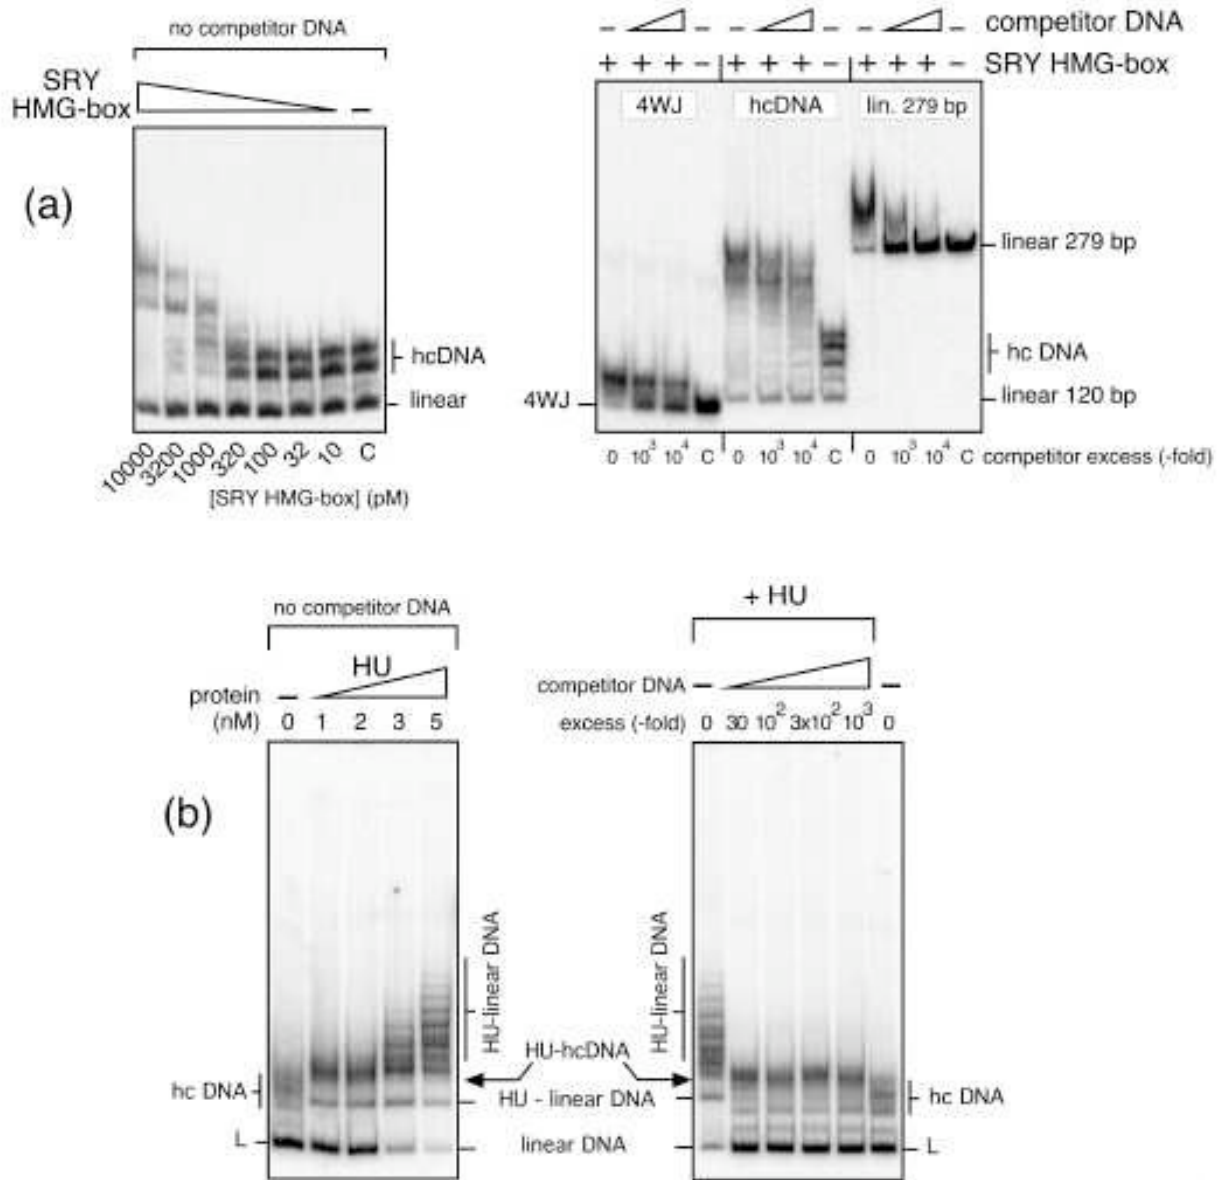 no competitor DNA
SRY
HMG-box
–
(a)
hcDNA
linear
10000 3200 1000 320 100 32 10 C
[SRY HMG-box] (pM)
– – – – competitor DNA
+ + + – + + + – + + + – SRY HMG-box
4WJ hcDNA lin. 279 bp
linear 279 bp
hc DNA
4WJ
linear 120 bp
0 10³ 10⁴ C 0 10³ 10⁴ C 0 10³ 10⁴ C competitor excess (-fold)
no competitor DNA
HU
protein –
(nM) 0 1 2 3 5
(b)
hc DNA
L
HU-linear DNA
+ HU
competitor DNA – –
excess (-fold) 0 30 10² 3x10² 10³ 0
HU-linear DNA
HU-hcDNA
HU - linear DNA
linear DNA
hc DNA
L